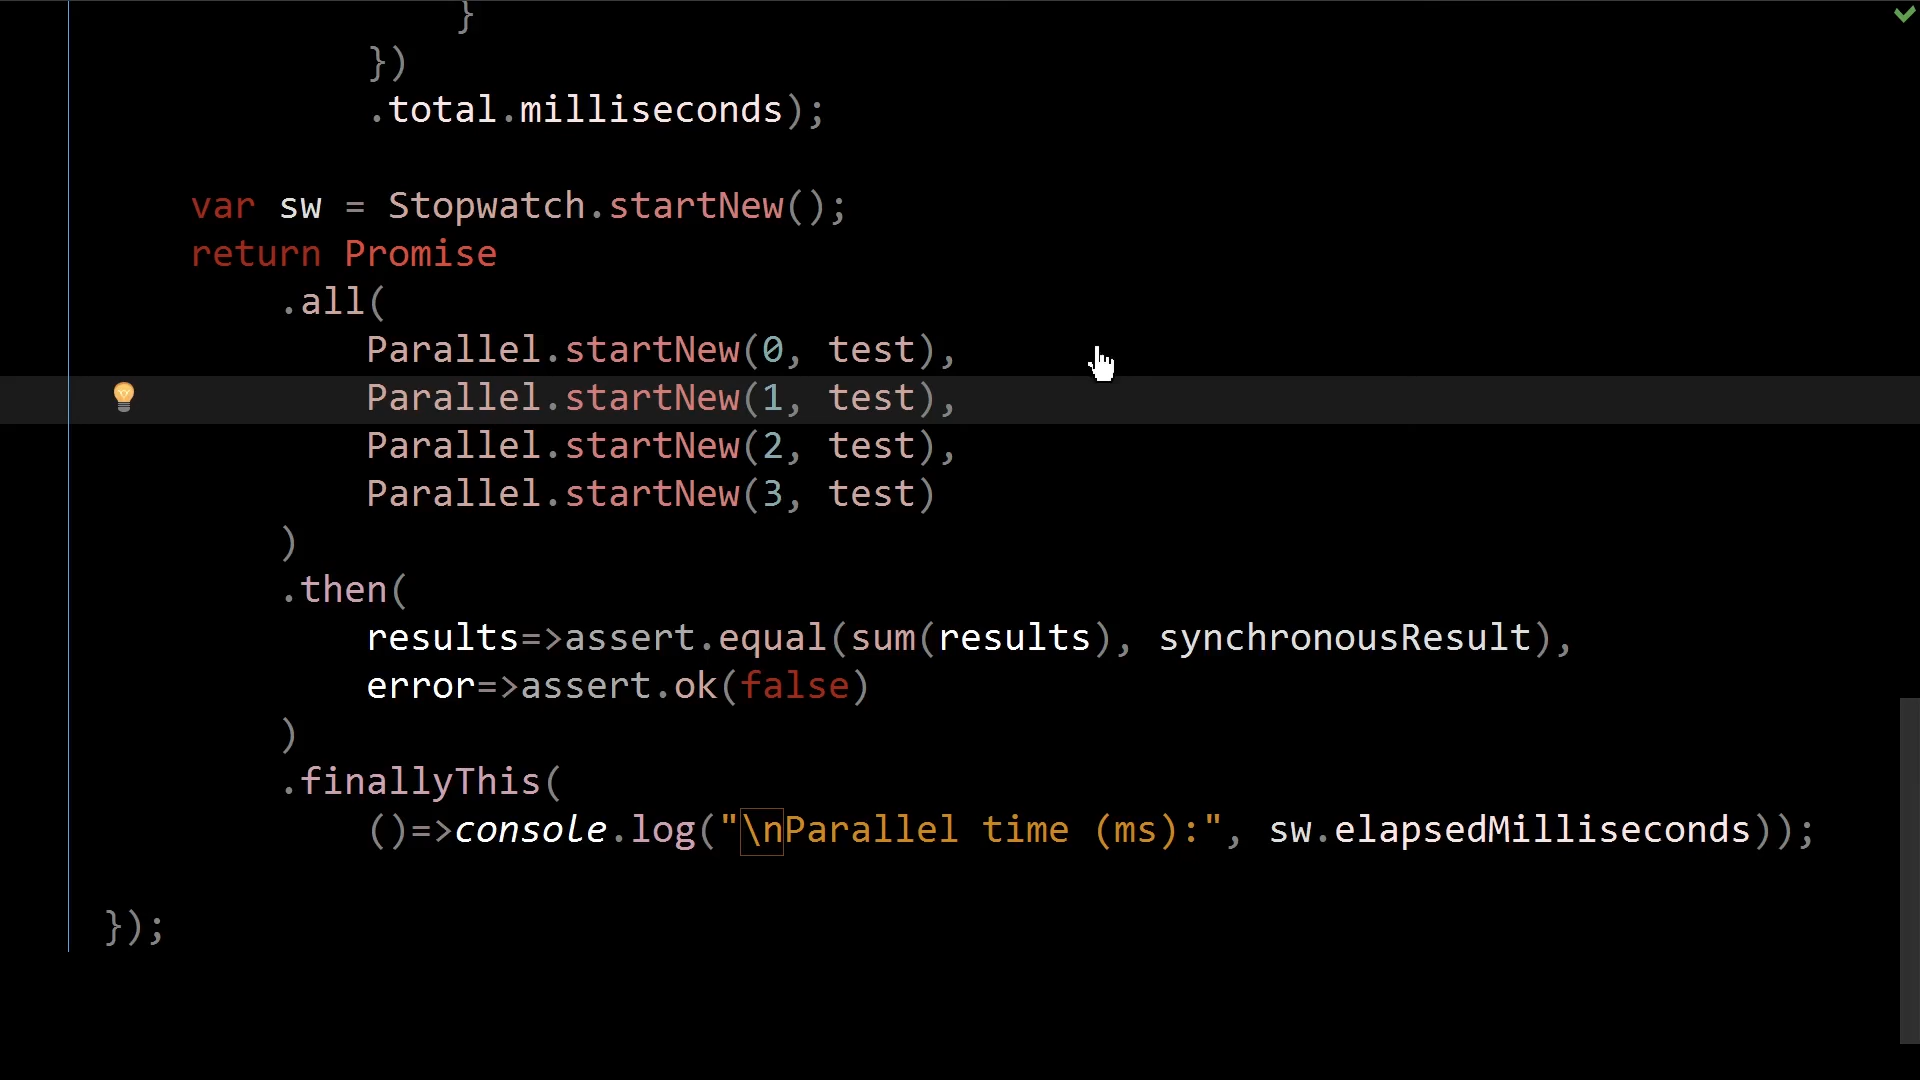 }
})
.total.milliseconds);
var sw = Stopwatch.startNew();
return Promise
.all(
Parallel.startNew(0, test),
Parallel.startNew(1, test),
Parallel.startNew(2, test),
Parallel.startNew(3, test)
)
.then(
results=>assert.equal(sum(results), synchronousResult),
error=>assert.ok(false)
)
.finallyThis(
()=>console.log("\nParallel time (ms):", sw.elapsedMilliseconds));
});